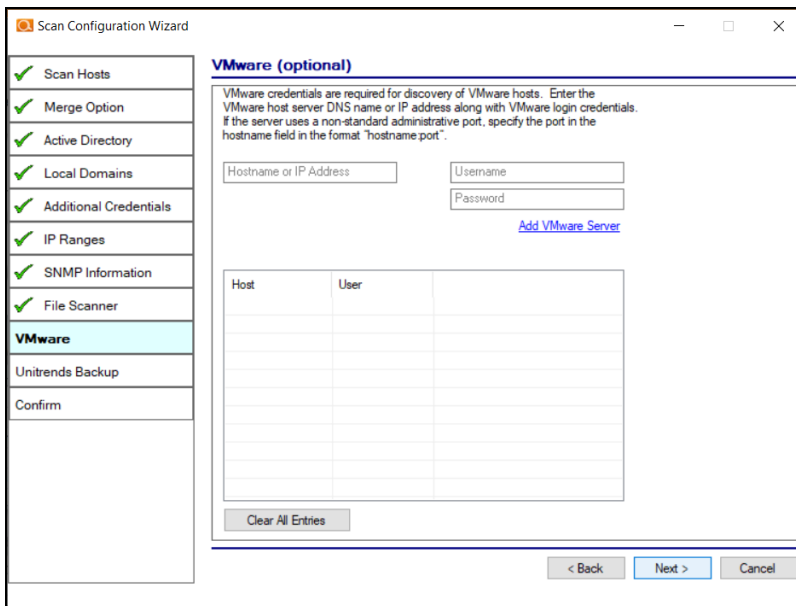 Scan Configuration Wizard
Scan Hosts
Merge Option
Active Directory
Local Domains
Additional Credentials
IP Ranges
SNMP Information
File Scanner
VMware
Unitrends Backup
Confirm
VMware (optional)
VMware credentials are required for discovery of VMware hosts. Enter the
VMware host server DNS name or IP address along with VMware login credentials.
If the server uses a non-standard administrative port, specify the port in the
hostname field in the format "hostname:port".
Hostname or IP Address
Username
Password
Add VMware Server
Host User
Clear All Entries
< Back Next > Cancel